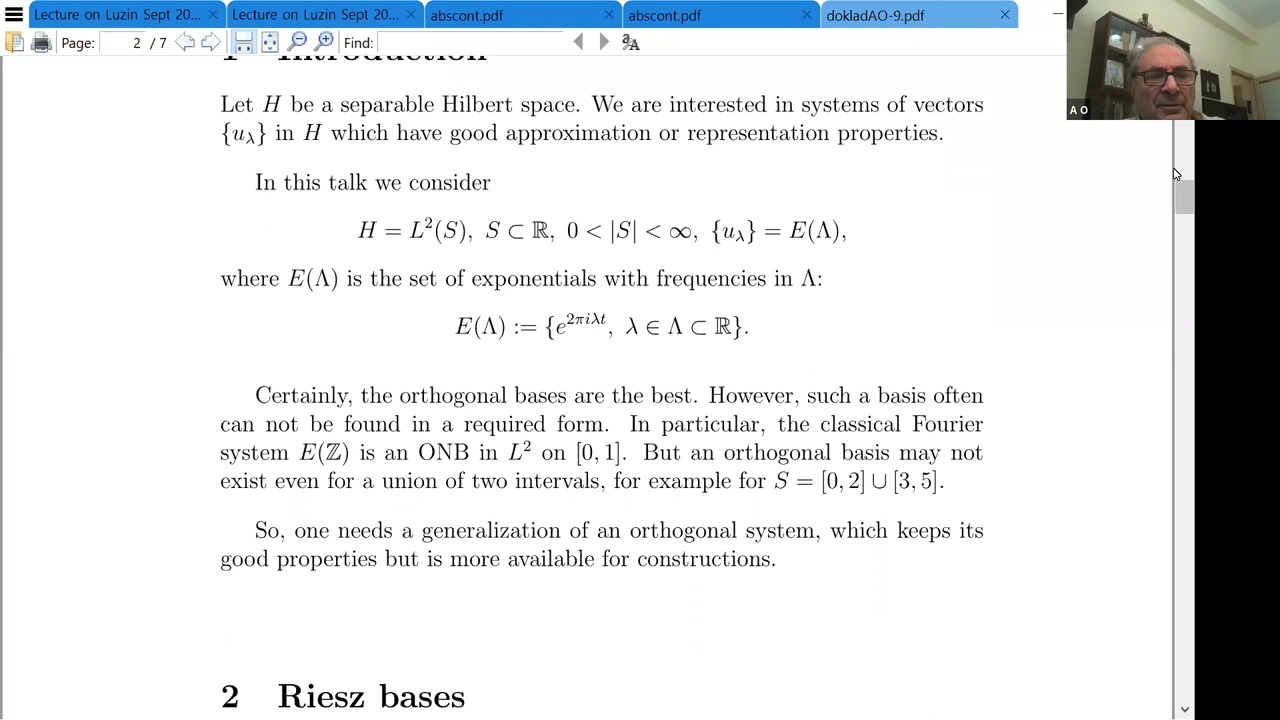 Lecture on Luzin Sept 20...
Lecture on Luzin Sept 20...
abscont.pdf
abscont.pdf
dokladAO-9.pdf
Page: 2 / 7 Find:
A O
1 Introduction
Let H be a separable Hilbert space. We are interested in systems of vectors
{u_λ} in H which have good approximation or representation properties.
In this talk we consider
H = L²(S), S ⊂ ℝ, 0 < |S| < ∞, {u_λ} = E(Λ),
where E(Λ) is the set of exponentials with frequencies in Λ:
E(Λ) := {e^{2πiλt}, λ ∈ Λ ⊂ ℝ}.
Certainly, the orthogonal bases are the best. However, such a basis often
can not be found in a required form. In particular, the classical Fourier
system E(ℤ) is an ONB in L² on [0, 1]. But an orthogonal basis may not
exist even for a union of two intervals, for example for S = [0, 2] ∪ [3, 5].
So, one needs a generalization of an orthogonal system, which keeps its
good properties but is more available for constructions.
2 Riesz bases